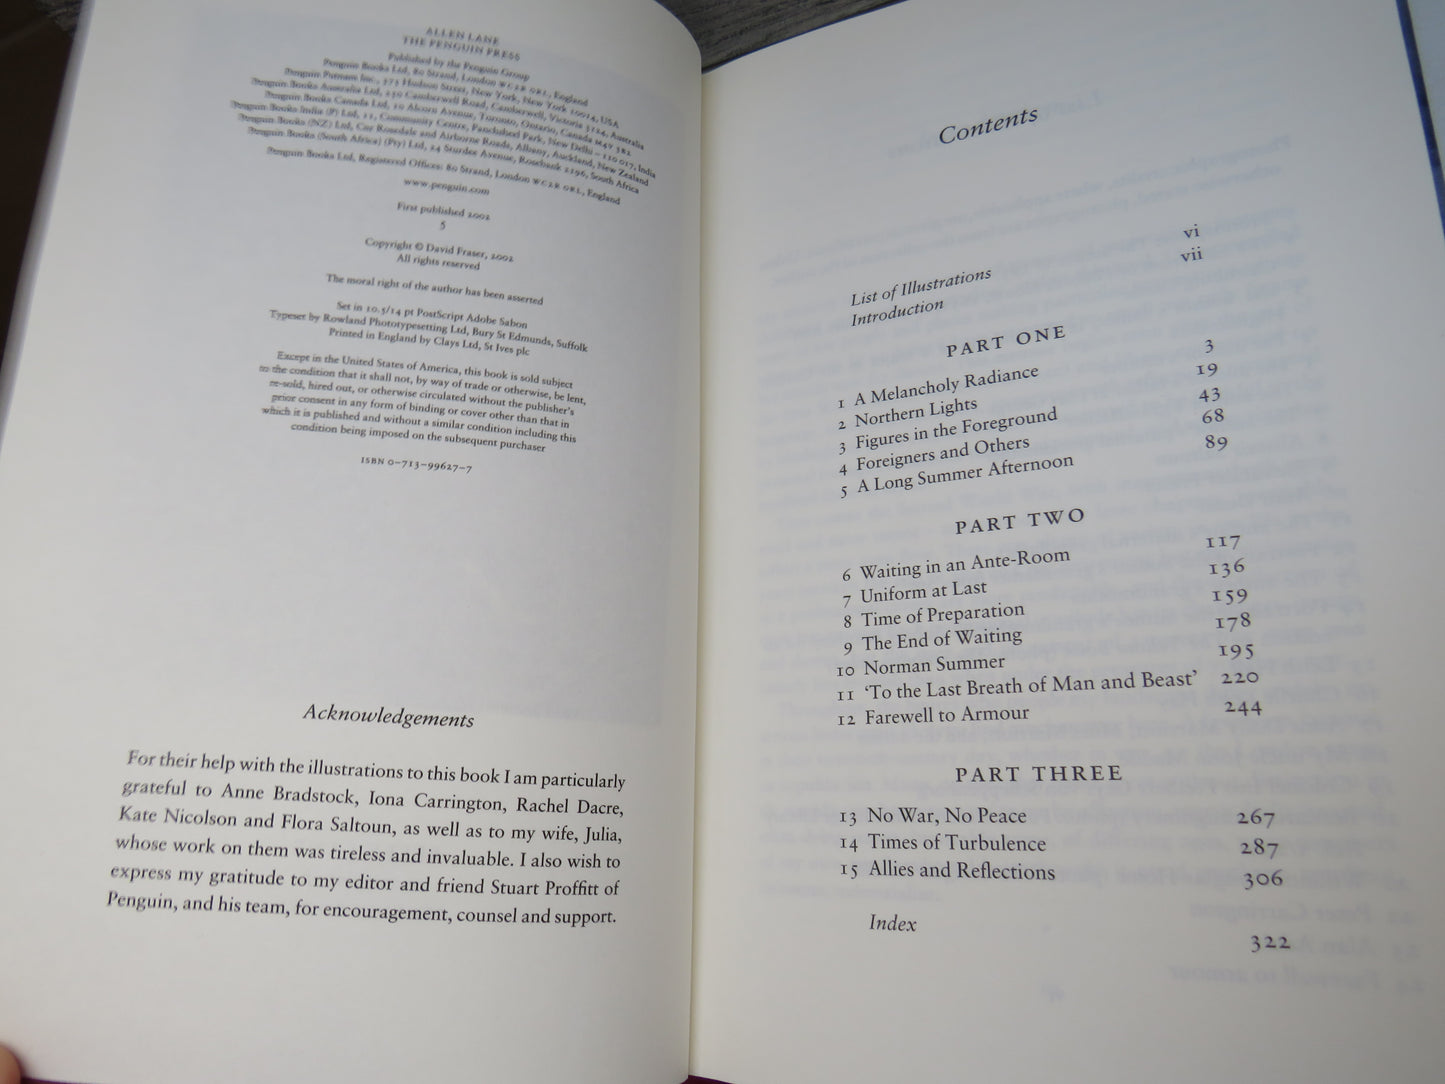 ALLEN LANE
THE PENGUIN PRESS
Published by the Penguin Group
Penguin Books Ltd, 80 Strand, London WC2R 0RL, England
Penguin Putnam Inc., 375 Hudson Street, New York, New York 10014, USA
Penguin Books Australia Ltd, 250 Camberwell Road, Camberwell, Victoria 3124, Australia
Penguin Books Canada Ltd, 10 Alcorn Avenue, Toronto, Ontario, Canada M4V 3B2
Penguin Books India (P) Ltd, 11, Community Centre, Panchsheel Park, New Delhi – 110 017, India
Penguin Books (NZ) Ltd, Cnr Rosedale and Airborne Roads, Albany, Auckland, New Zealand
Penguin Books (South Africa) (Pty) Ltd, 24 Sturdee Avenue, Rosebank 2196, South Africa
Penguin Books Ltd, Registered Offices: 80 Strand, London WC2R 0RL, England
www.penguin.com
First published 2002
5
Copyright © David Fraser, 2002
All rights reserved
The moral right of the author has been asserted
Set in 10.5/14 pt PostScript Adobe Sabon
Typeset by Rowland Phototypesetting Ltd, Bury St Edmunds, Suffolk
Printed in England by Clays Ltd, St Ives plc
Except in the United States of America, this book is sold subject
to the condition that it shall not, by way of trade or otherwise, be lent,
re-sold, hired out, or otherwise circulated without the publisher's
prior consent in any form of binding or cover other than that in
which it is published and without a similar condition including this
condition being imposed on the subsequent purchaser
ISBN 0–713–99627–7
Acknowledgements
For their help with the illustrations to this book I am particularly
grateful to Anne Bradstock, Iona Carrington, Rachel Dacre,
Kate Nicolson and Flora Saltoun, as well as to my wife, Julia,
whose work on them was tireless and invaluable. I also wish to
express my gratitude to my editor and friend Stuart Proffitt of
Penguin, and his team, for encouragement, counsel and support.
Contents
List of Illustrations vi
Introduction vii
PART ONE
1 A Melancholy Radiance 3
2 Northern Lights 19
3 Figures in the Foreground 43
4 Foreigners and Others 68
5 A Long Summer Afternoon 89
PART TWO
6 Waiting in an Ante-Room 117
7 Uniform at Last 136
8 Time of Preparation 159
9 The End of Waiting 178
10 Norman Summer 195
11 ‘To the Last Breath of Man and Beast’ 220
12 Farewell to Armour 244
PART THREE
13 No War, No Peace 267
14 Times of Turbulence 287
15 Allies and Reflections 306
Index 322